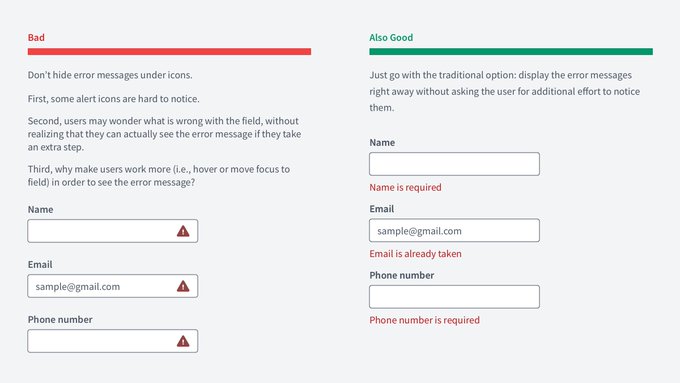 Bad
Don't hide error messages under icons.
First, some alert icons are hard to notice.
Second, users may wonder what is wrong with the field, without
realizing that they can actually see the error message if they take
an extra step.
Third, why make users work more (i.e., hover or move focus to
field) in order to see the error message?
Name
Email
sample@gmail.com
Phone number
Also Good
Just go with the traditional option: display the error messages
right away without asking the user for additional effort to notice
them.
Name
Name is required
Email
sample@gmail.com
Email is already taken
Phone number
Phone number is required